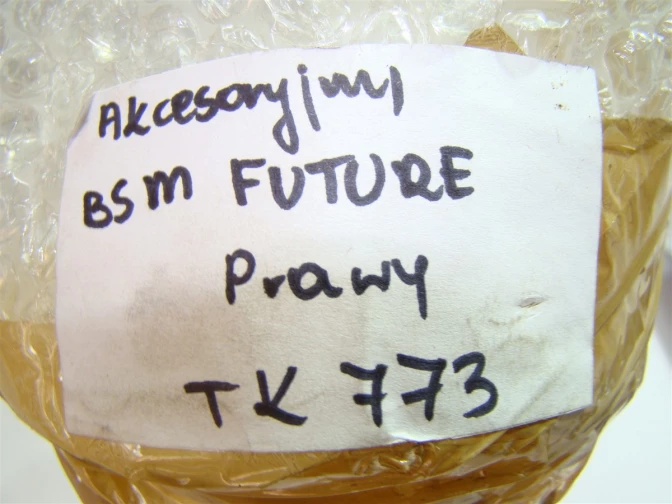 Akcesoryjny
BSM FUTURE
Prawy
TK 773